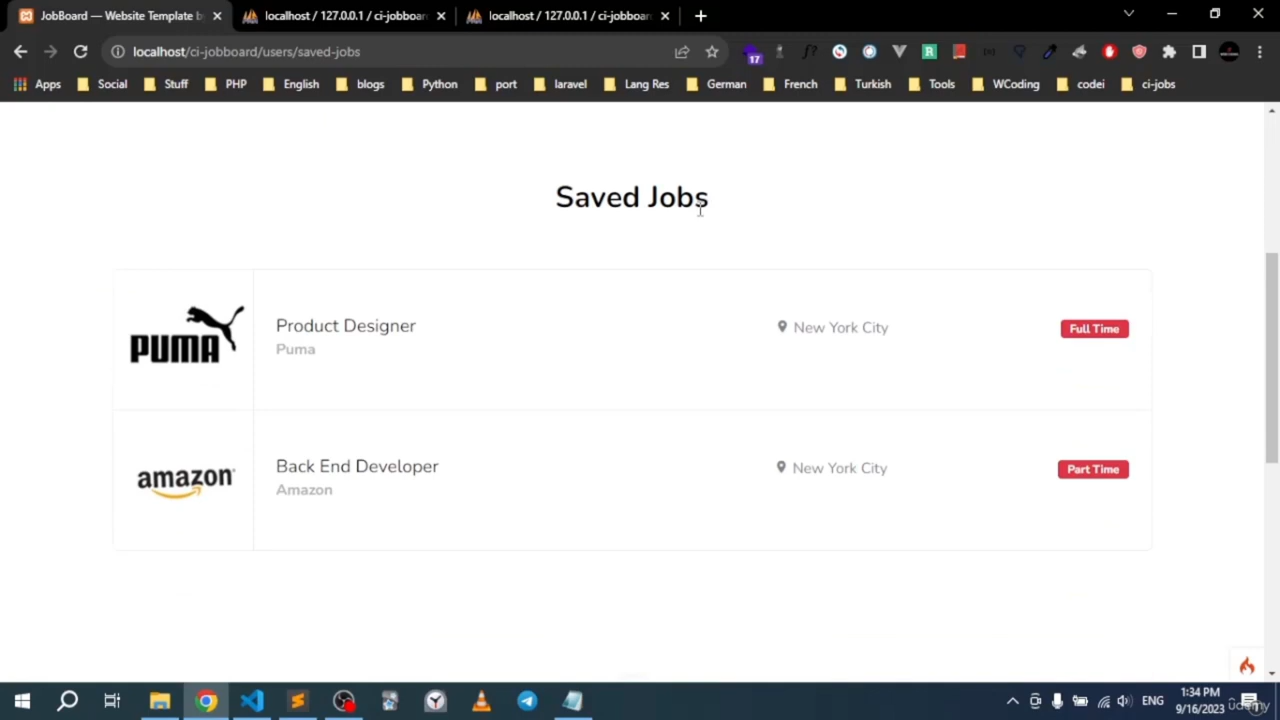 JobBoard — Website Template by
localhost / 127.0.0.1 / ci-jobboar
localhost / 127.0.0.1 / ci-jobboar
localhost/ci-jobboard/users/saved-jobs
17
Apps Social Stuff PHP English blogs Python port laravel Lang Res German French Turkish Tools WCoding codei ci-jobs
Saved Jobs
PUMA
Product Designer
Puma
New York City
Full Time
amazon
Back End Developer
Amazon
New York City
Part Time
ENG
1:34 PM
9/16/2023
udemy